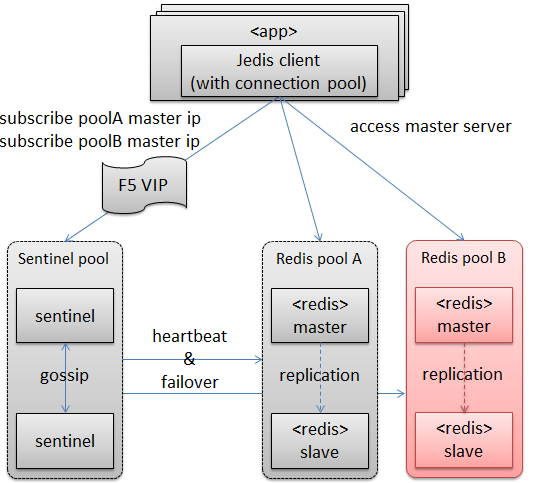 <app>
Jedis client
(with connection pool)
subscribe poolA master ip
subscribe poolB master ip
access master server
F5 VIP
Sentinel pool
sentinel
gossip
sentinel
heartbeat
&
failover
Redis pool A
<redis>
master
replication
<redis>
slave
Redis pool B
<redis>
master
replication
<redis>
slave